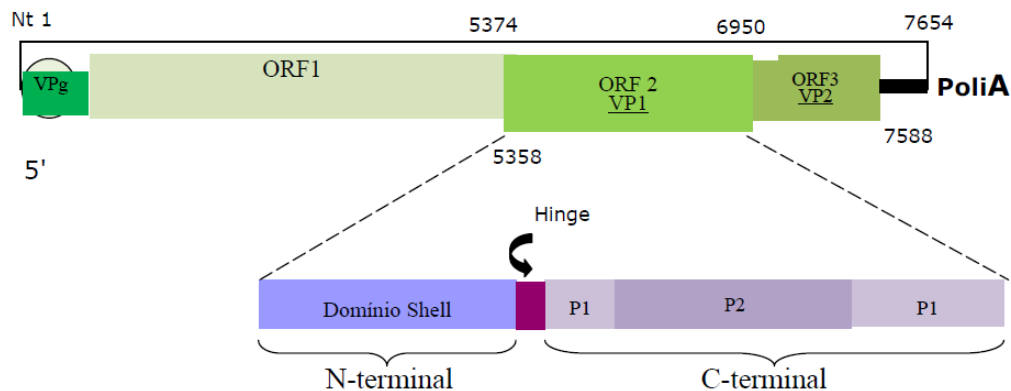 Nt 1
5374
6950
7654
VPg
ORF1
ORF 2
VP1
ORF3
VP2
PoliA
5'
5358
7588
Hinge
Domínio Shell
P1
P2
P1
N-terminal
C-terminal